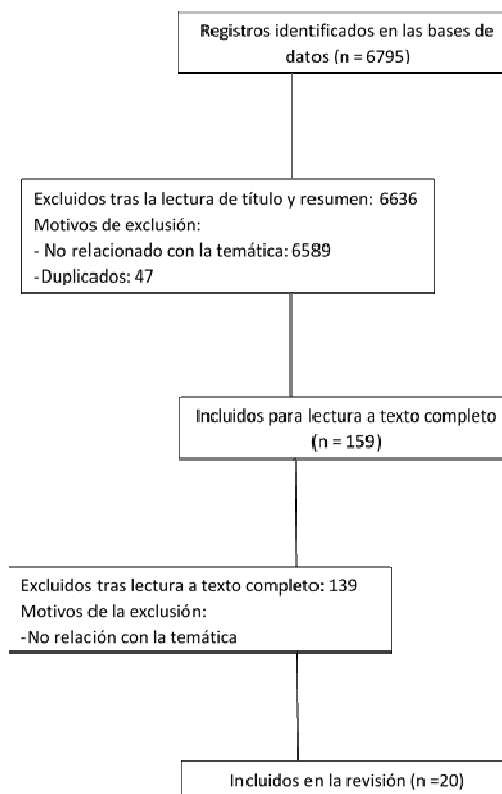 Registros identificados en las bases de
datos (n = 6795)
Excluidos tras la lectura de título y resumen: 6636
Motivos de exclusión:
- No relacionado con la temática: 6589
-Duplicados: 47
Incluidos para lectura a texto completo
(n = 159)
Excluidos tras lectura a texto completo: 139
Motivos de la exclusión:
-No relación con la temática
Incluidos en la revisión (n =20)